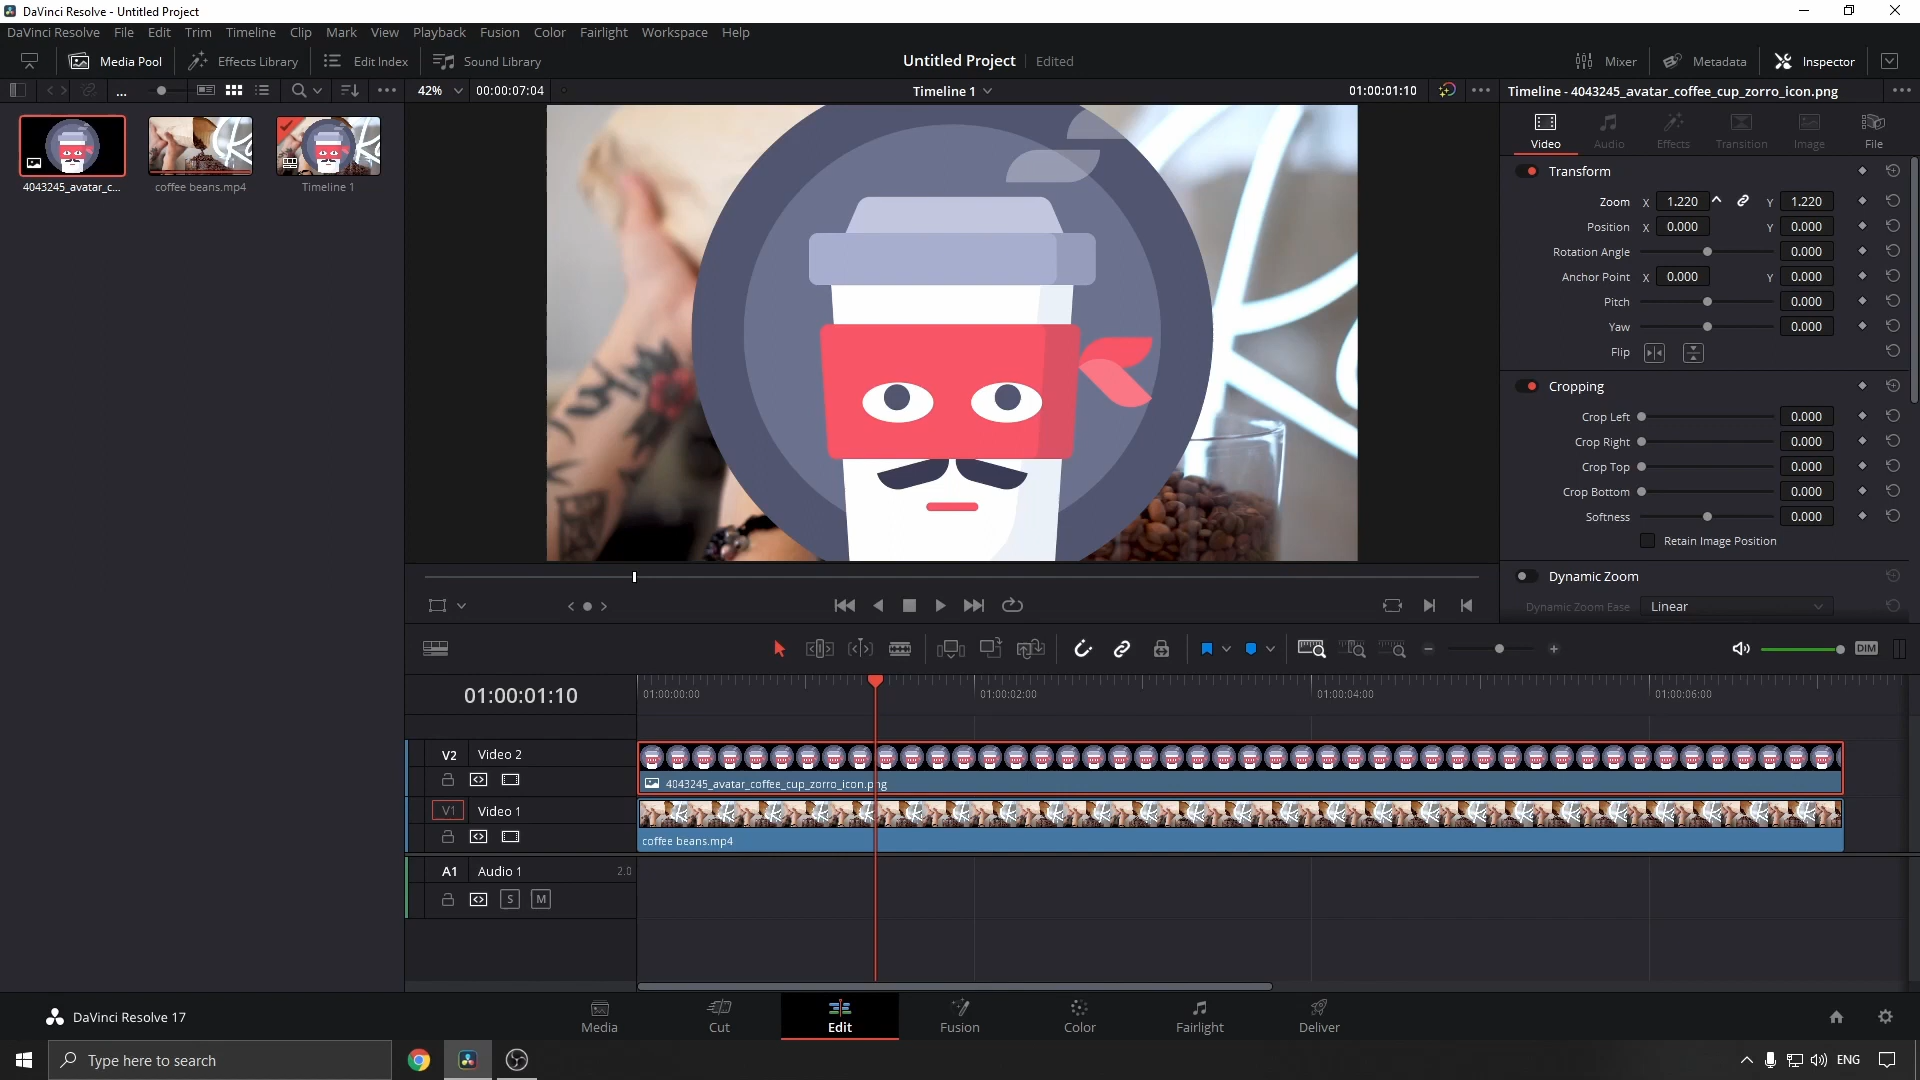 DaVinci Resolve - Untitled Project
DaVinci Resolve File Edit Trim Timeline Clip Mark View Playback Fusion Color Fairlight Workspace Help
Media Pool Effects Library Edit Index Sound Library Untitled Project Edited Mixer Metadata Inspector
... 42% 00:00:07:04 Timeline 1 01:00:01:10 Timeline - 4043245_avatar_coffee_cup_zorro_icon.png
Video Audio Effects Transition Image File
4043245_avatar_c... coffee beans.mp4 Timeline 1
Transform
Zoom X 1.220 Y 1.220
Position X 0.000 Y 0.000
Rotation Angle 0.000
Anchor Point X 0.000 Y 0.000
Pitch 0.000
Yaw 0.000
Flip
Cropping
Crop Left 0.000
Crop Right 0.000
Crop Top 0.000
Crop Bottom 0.000
Softness 0.000
Retain Image Position
Dynamic Zoom
Dynamic Zoom Ease Linear
DIM
01:00:01:10 01:00:00:00 01:00:02:00 01:00:04:00 01:00:06:00
V2 Video 2
4043245_avatar_coffee_cup_zorro_icon.png
V1 Video 1
coffee beans.mp4
A1 Audio 1 2.0
S M
DaVinci Resolve 17 Media Cut Edit Fusion Color Fairlight Deliver
Type here to search ENG